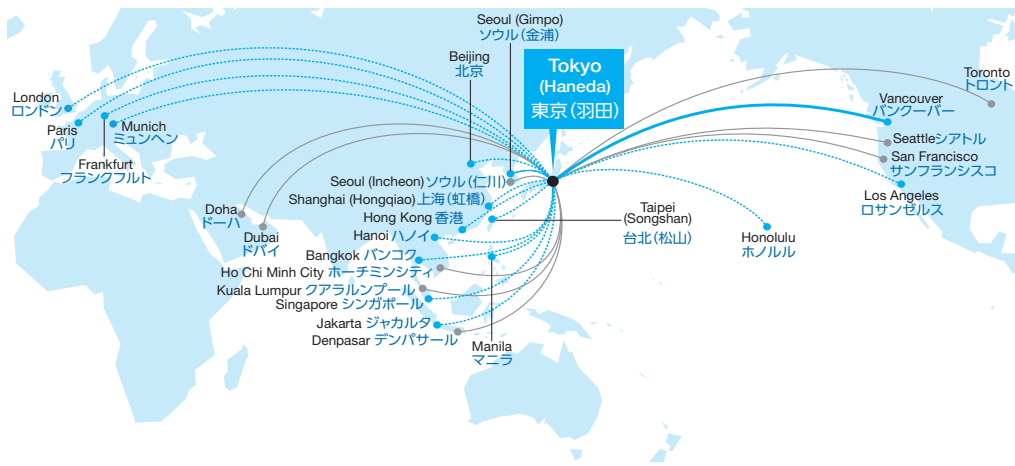 Seoul (Gimpo)
ソウル(金浦)
Beijing
北京
Tokyo
(Haneda)
東京(羽田)
Toronto
トロント
London
ロンドン
Paris
パリ
Munich
ミュンヘン
Frankfurt
フランクフルト
Vancouver
バンクーバー
Seattleシアトル
San Francisco
サンフランシスコ
Los Angeles
ロサンゼルス
Seoul (Incheon) ソウル(仁川)
Shanghai (Hongqiao) 上海(虹橋)
Hong Kong 香港
Hanoi ハノイ
Bangkok バンコク
Ho Chi Minh City ホーチミンシティ
Kuala Lumpur クアラルンプール
Singapore シンガポール
Jakarta ジャカルタ
Denpasar デンパサール
Doha
ドーハ
Dubai
ドバイ
Taipei
(Songshan)
台北(松山)
Honolulu
ホノルル
Manila
マニラ